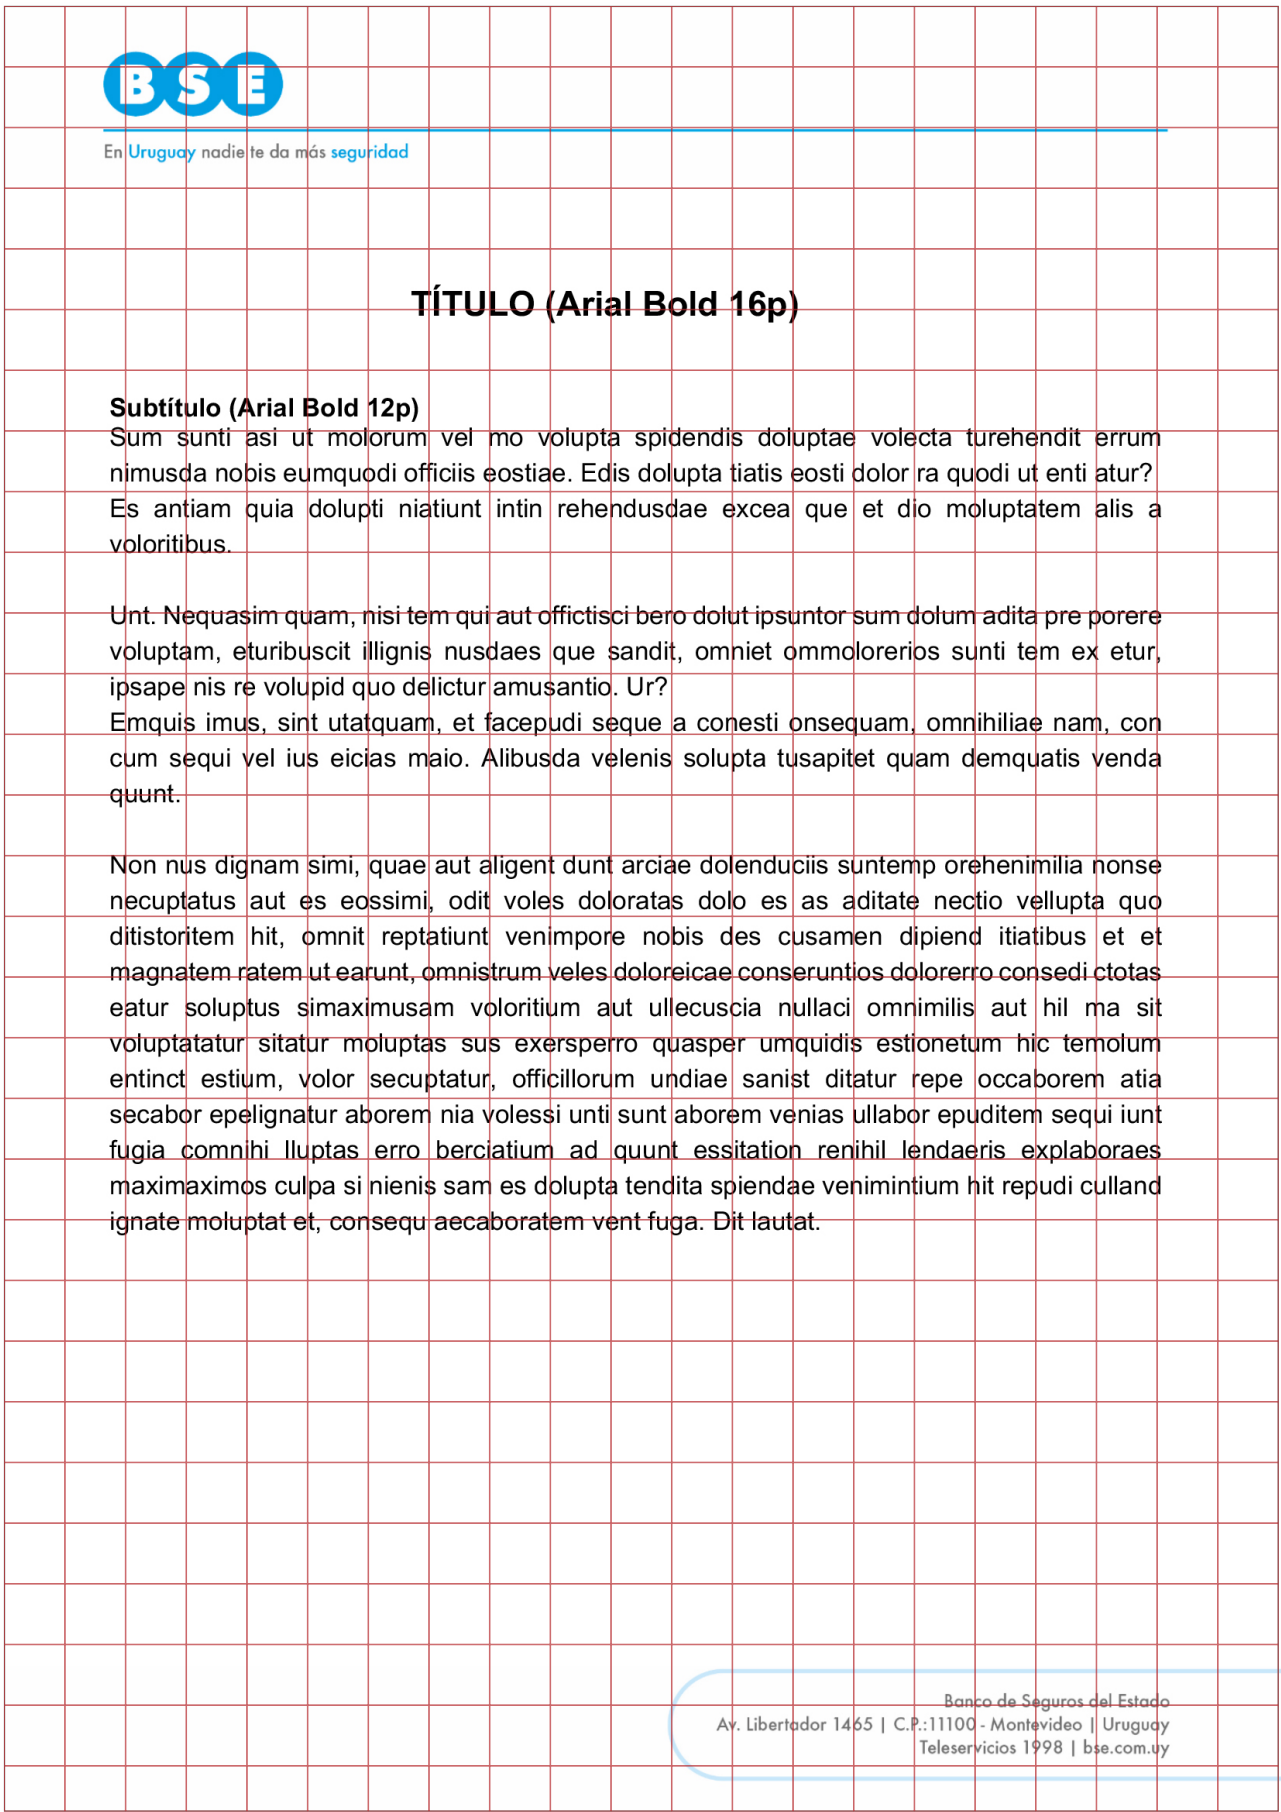 BSE
En Uruguay nadie te da más seguridad
TÍTULO (Arial Bold 16p)
Subtítulo (Arial Bold 12p)
Sum sunti asi ut molorum vel mo volupta spidendis doluptae volecta turehendit errum
nimusda nobis eumquodi officiis eostiae. Edis dolupta tiatis eosti dolor ra quodi ut enti atur?
Es antiam quia dolupti niatiunt intin rehendusdae excea que et dio moluptatem alis a
voloritibus.
Unt. Nequasim quam, nisi tem qui aut offictisci bero dolut ipsuntor sum dolum adita pre porere
voluptam, eturibuscit illignis nusdaes que sandit, omniet ommolorerios sunti tem ex etur,
ipsape nis re volupid quo delictur amusantio. Ur?
Emquis imus, sint utatquam, et facepudi seque a conesti onsequam, omnihiliae nam, con
cum sequi vel ius eicias maio. Alibusda velenis solupta tusapitet quam demquatis venda
quunt.
Non nus dignam simi, quae aut aligent dunt arciae dolenduciis suntemp orehenimilia nonse
necuptatus aut es eossimi, odit voles doloratas dolo es as aditate nectio vellupta quo
ditistoritem hit, omnit reptatiunt venimpore nobis des cusamen dipiend itiatibus et et
magnatem ratem ut earunt, omnistrum veles doloreicae conseruntios dolorerro consedi ctotas
eatur soluptus simaximusam voloritium aut ullecuscia nullaci omnimilis aut hil ma sit
voluptatatur sitatur moluptas sus exersperro quasper umquidis estionetum hic temolum
entinct estium, volor secuptatur, officillorum undiae sanist ditatur repe occaborem atia
secabor epelignatur aborem nia volessi unti sunt aborem venias ullabor epuditem sequi iunt
fugia comnihi lluptas erro berciatium ad quunt essitation renihil lendaeris explaboraes
maximaximos culpa si nienis sam es dolupta tendita spiendae venimintium hit repudi culland
ignate moluptat et, consequ aecaboratem vent fuga. Dit lautat.
Banco de Seguros del Estado
Av. Libertador 1465 | C.P.:11100 - Montevideo | Uruguay
Teleservicios 1998 | bse.com.uy